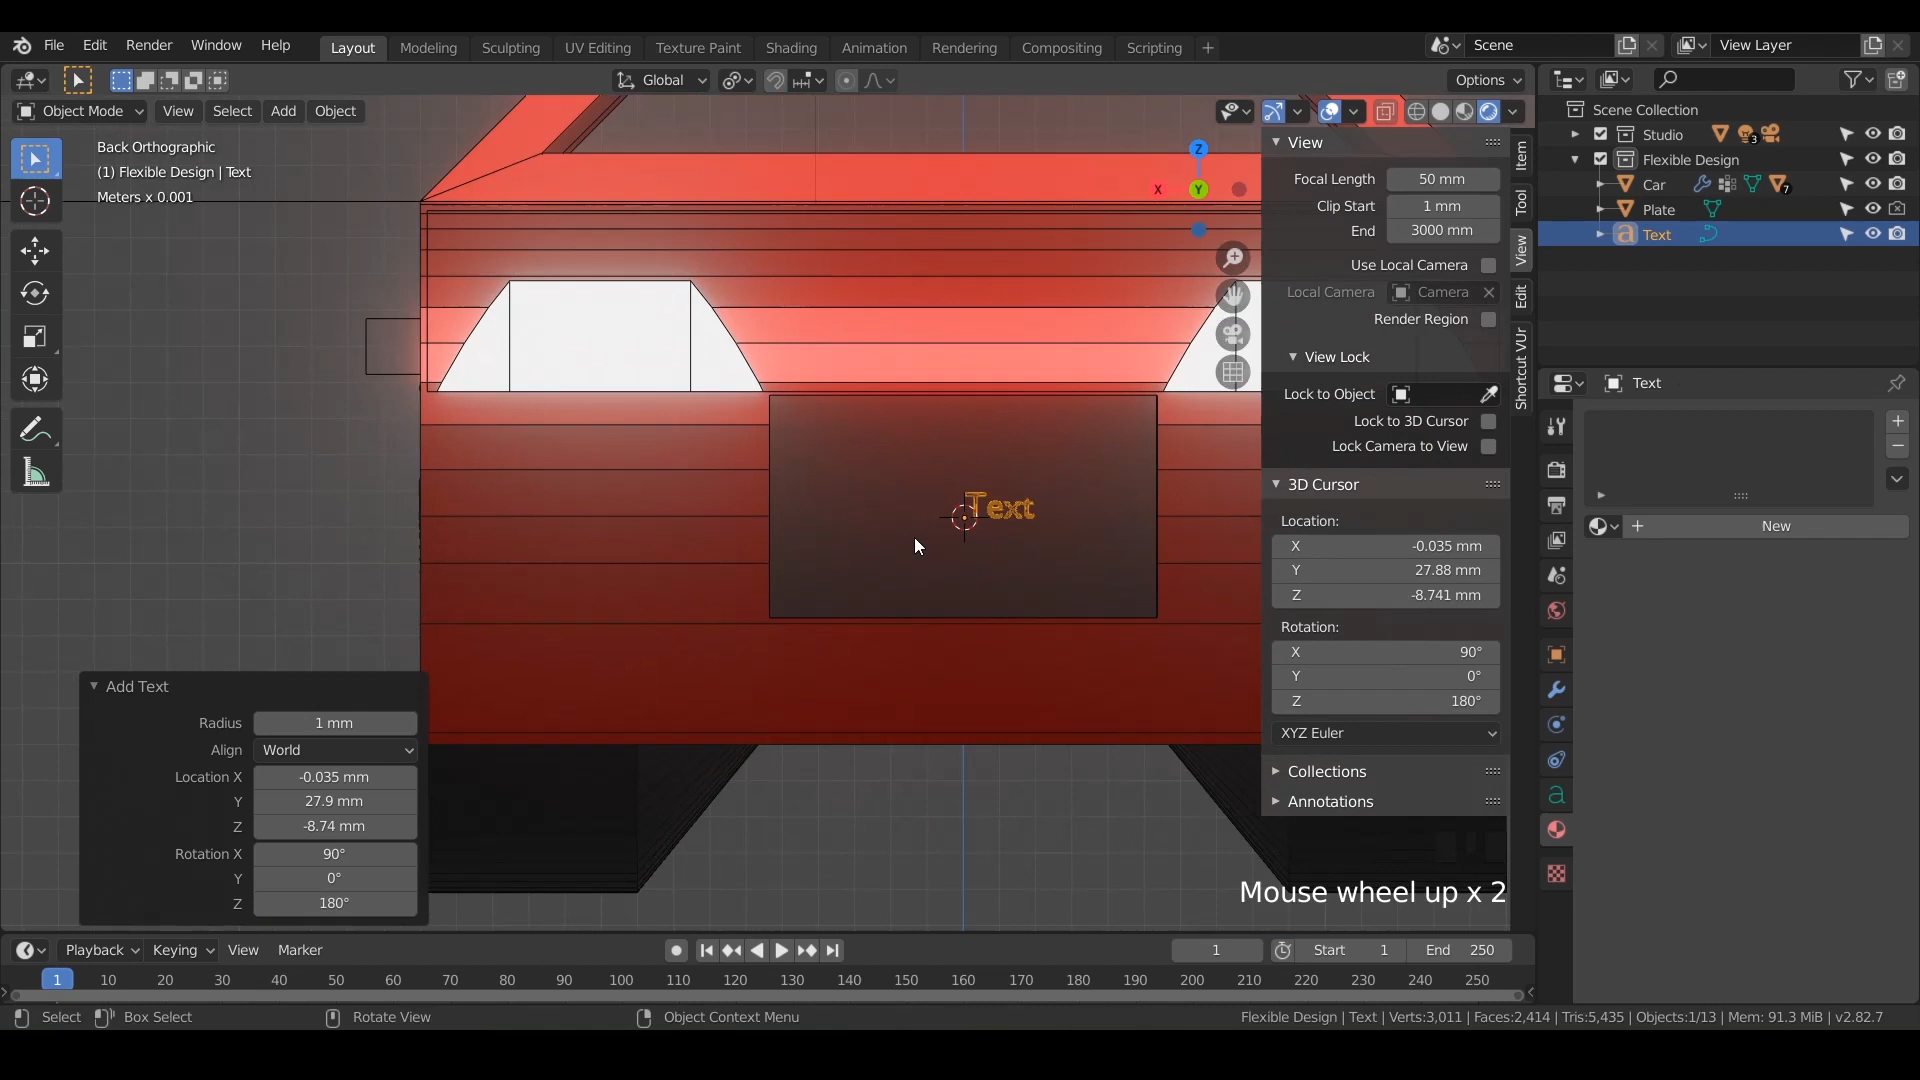 File Edit Render Window Help Layout Modeling Sculpting UV Editing Texture Paint Shading Animation Rendering Compositing Scripting + Scene View Layer
Global Options
Object Mode View Select Add Object
Scene Collection
Studio 3
Flexible Design
Car 7
Plate
Text
Back Orthographic
(1) Flexible Design | Text
Meters x 0.001
Z
X Y
View
Focal Length 50 mm
Clip Start 1 mm
End 3000 mm
Use Local Camera
Local Camera Camera
Render Region
View Lock
Lock to Object
Lock to 3D Cursor
Lock Camera to View
3D Cursor
Location:
X -0.035 mm
Y 27.88 mm
Z -8.741 mm
Rotation:
X 90°
Y 0°
Z 180°
XYZ Euler
Collections
Annotations
Item
Tool
View
Edit
Shortcut VUr
Text
New
Text
Add Text
Radius 1 mm
Align World
Location X -0.035 mm
Y 27.9 mm
Z -8.74 mm
Rotation X 90°
Y 0°
Z 180°
Mouse wheel up x 2
Playback Keying View Marker 1 Start 1 End 250
1 10 20 30 40 50 60 70 80 90 100 110 120 130 140 150 160 170 180 190 200 210 220 230 240 250
Select Box Select Rotate View Object Context Menu Flexible Design | Text | Verts:3,011 | Faces:2,414 | Tris:5,435 | Objects:1/13 | Mem: 91.3 MiB | v2.82.7